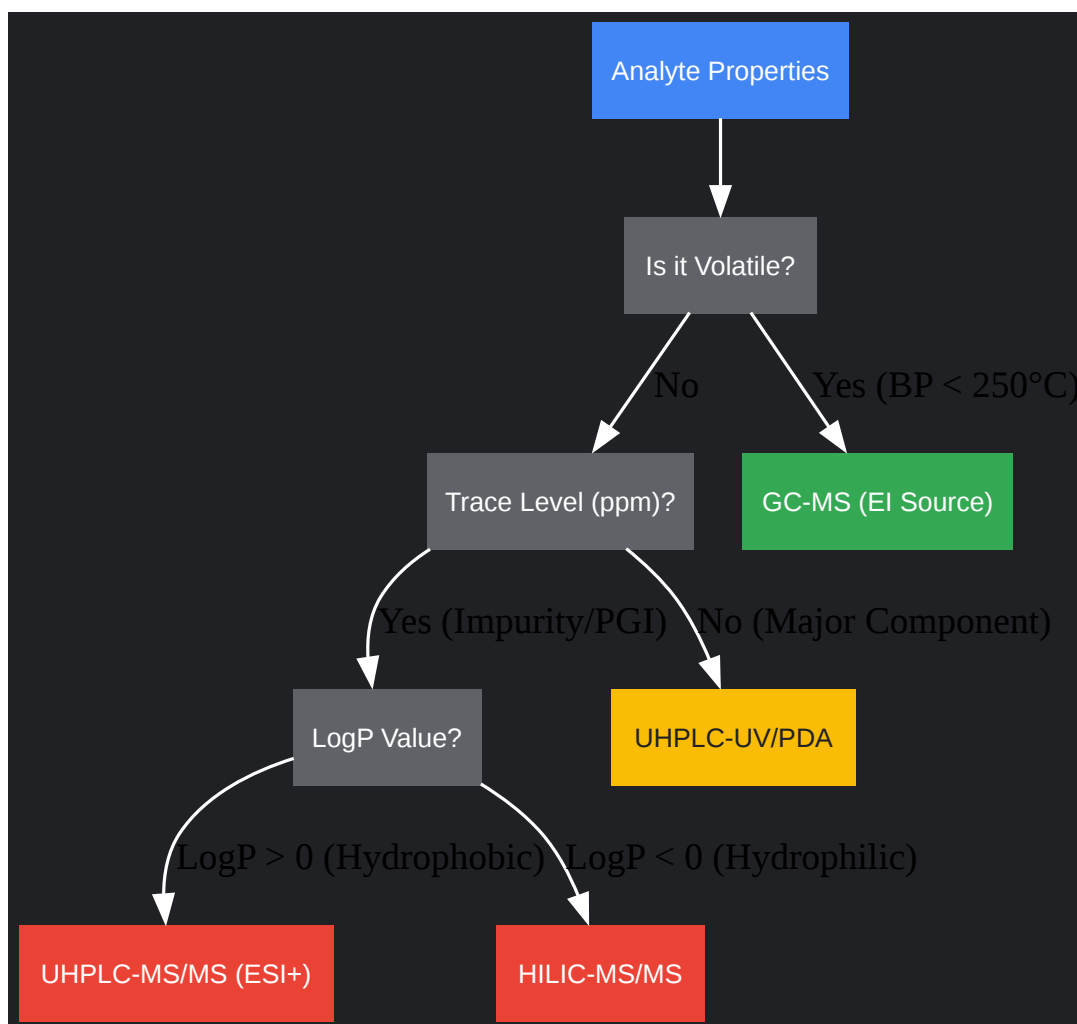 Analyte Properties
Is it Volatile?
No
Yes (BP < 250°C)
Trace Level (ppm)?
GC-MS (EI Source)
Yes (Impurity/PGI)
No (Major Component)
LogP Value?
UHPLC-UV/PDA
LogP > 0 (Hydrophobic)
LogP < 0 (Hydrophilic)
UHPLC-MS/MS (ESI+)
HILIC-MS/MS